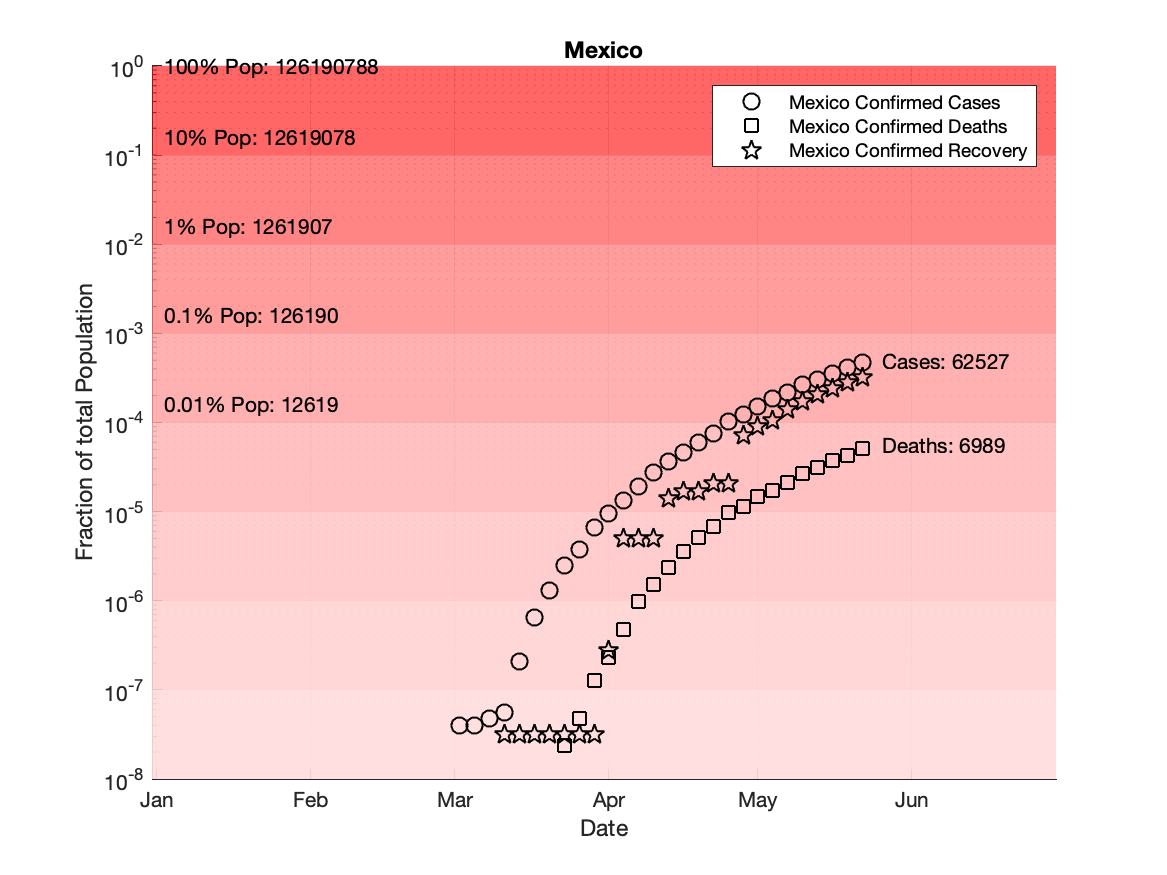 Mexico
10^0
100% Pop: 126190788
Mexico Confirmed Cases
Mexico Confirmed Deaths
Mexico Confirmed Recovery
10% Pop: 12619078
10^-1
1% Pop: 1261907
10^-2
0.1% Pop: 126190
10^-3
Cases: 62527
0.01% Pop: 12619
10^-4
Deaths: 6989
10^-5
10^-6
10^-7
10^-8
Fraction of total Population
Jan Feb Mar Apr May Jun
Date